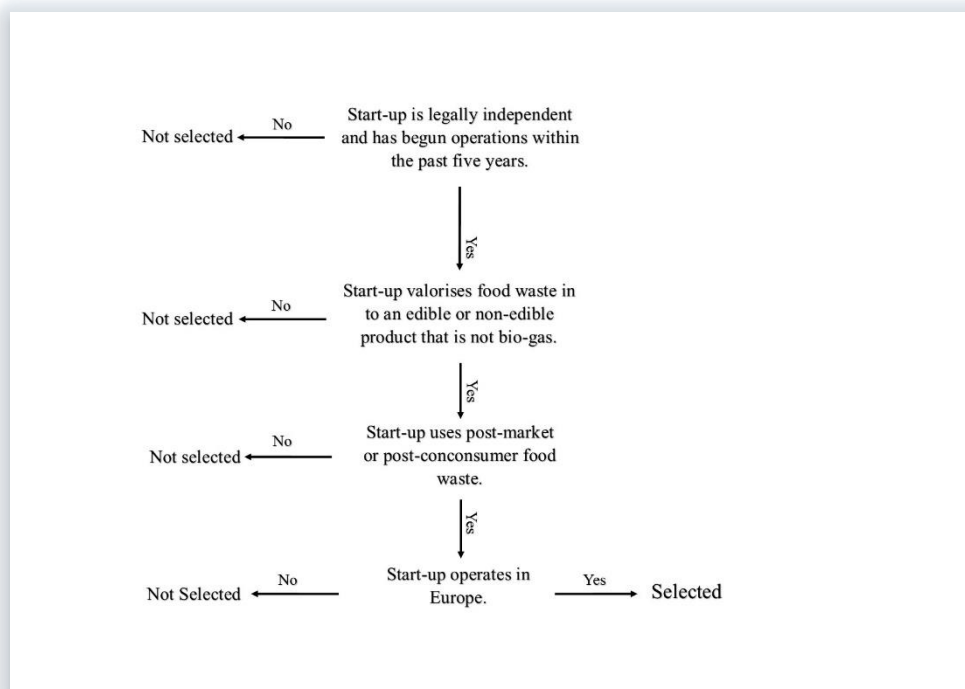 Start-up is legally independent
No
Not selected
and has begun operations within
the past five years.
Yes
Start-up valorises food waste in
No
Not selected
to an edible or non-edible
product that is not bio-gas.
Yes
Start-up uses post-market
No
Not selected
or post-conconsumer food
waste.
Yes
Start-up operates in
No
Yes
Not Selected
Europe.
Selected